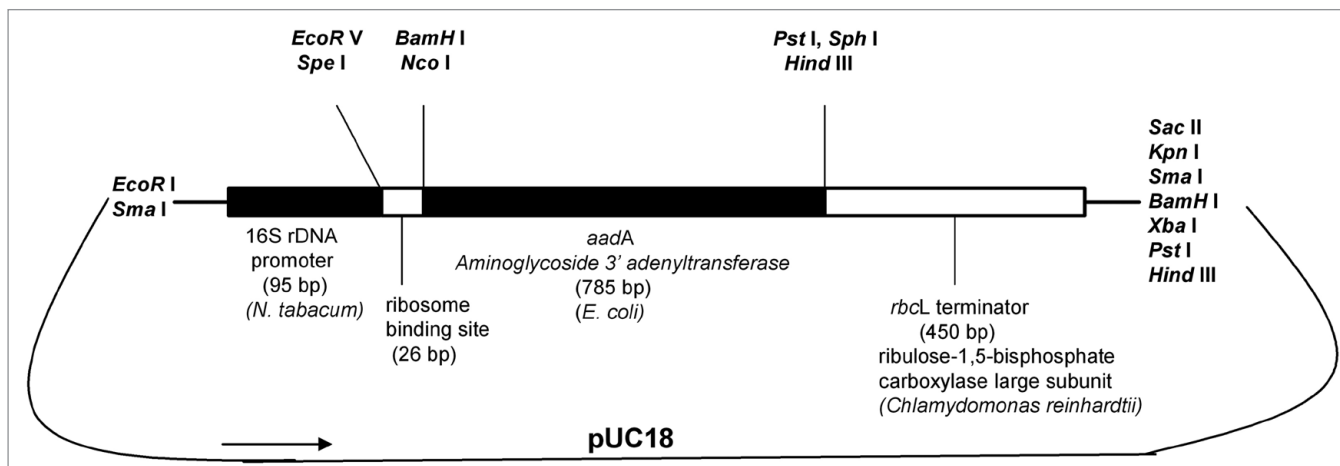 EcoR V
Spe I
BamH I
Nco I
Pst I, Sph I
Hind III
EcoR I
Sma I
Sac II
Kpn I
Sma I
BamH I
Xba I
Pst I
Hind III
16S rDNA
promoter
(95 bp)
(N. tabacum)
ribosome
binding site
(26 bp)
aadA
Aminoglycoside 3' adenyltransferase
(785 bp)
(E. coli)
rbcL terminator
(450 bp)
ribulose-1,5-bisphosphate
carboxylase large subunit
(Chlamydomonas reinhardtii)
pUC18